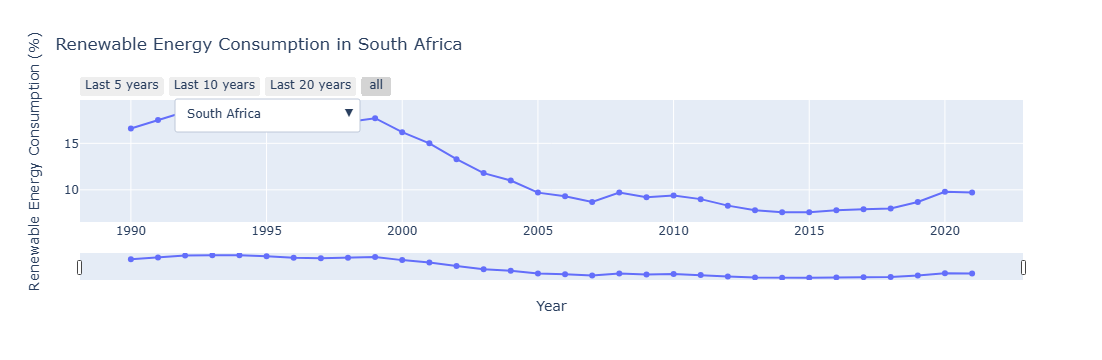 Renewable Energy Consumption in South Africa
Last 5 years Last 10 years Last 20 years all
South Africa ▼
Renewable Energy Consumption (%)
15
10
1990 1995 2000 2005 2010 2015 2020
Year